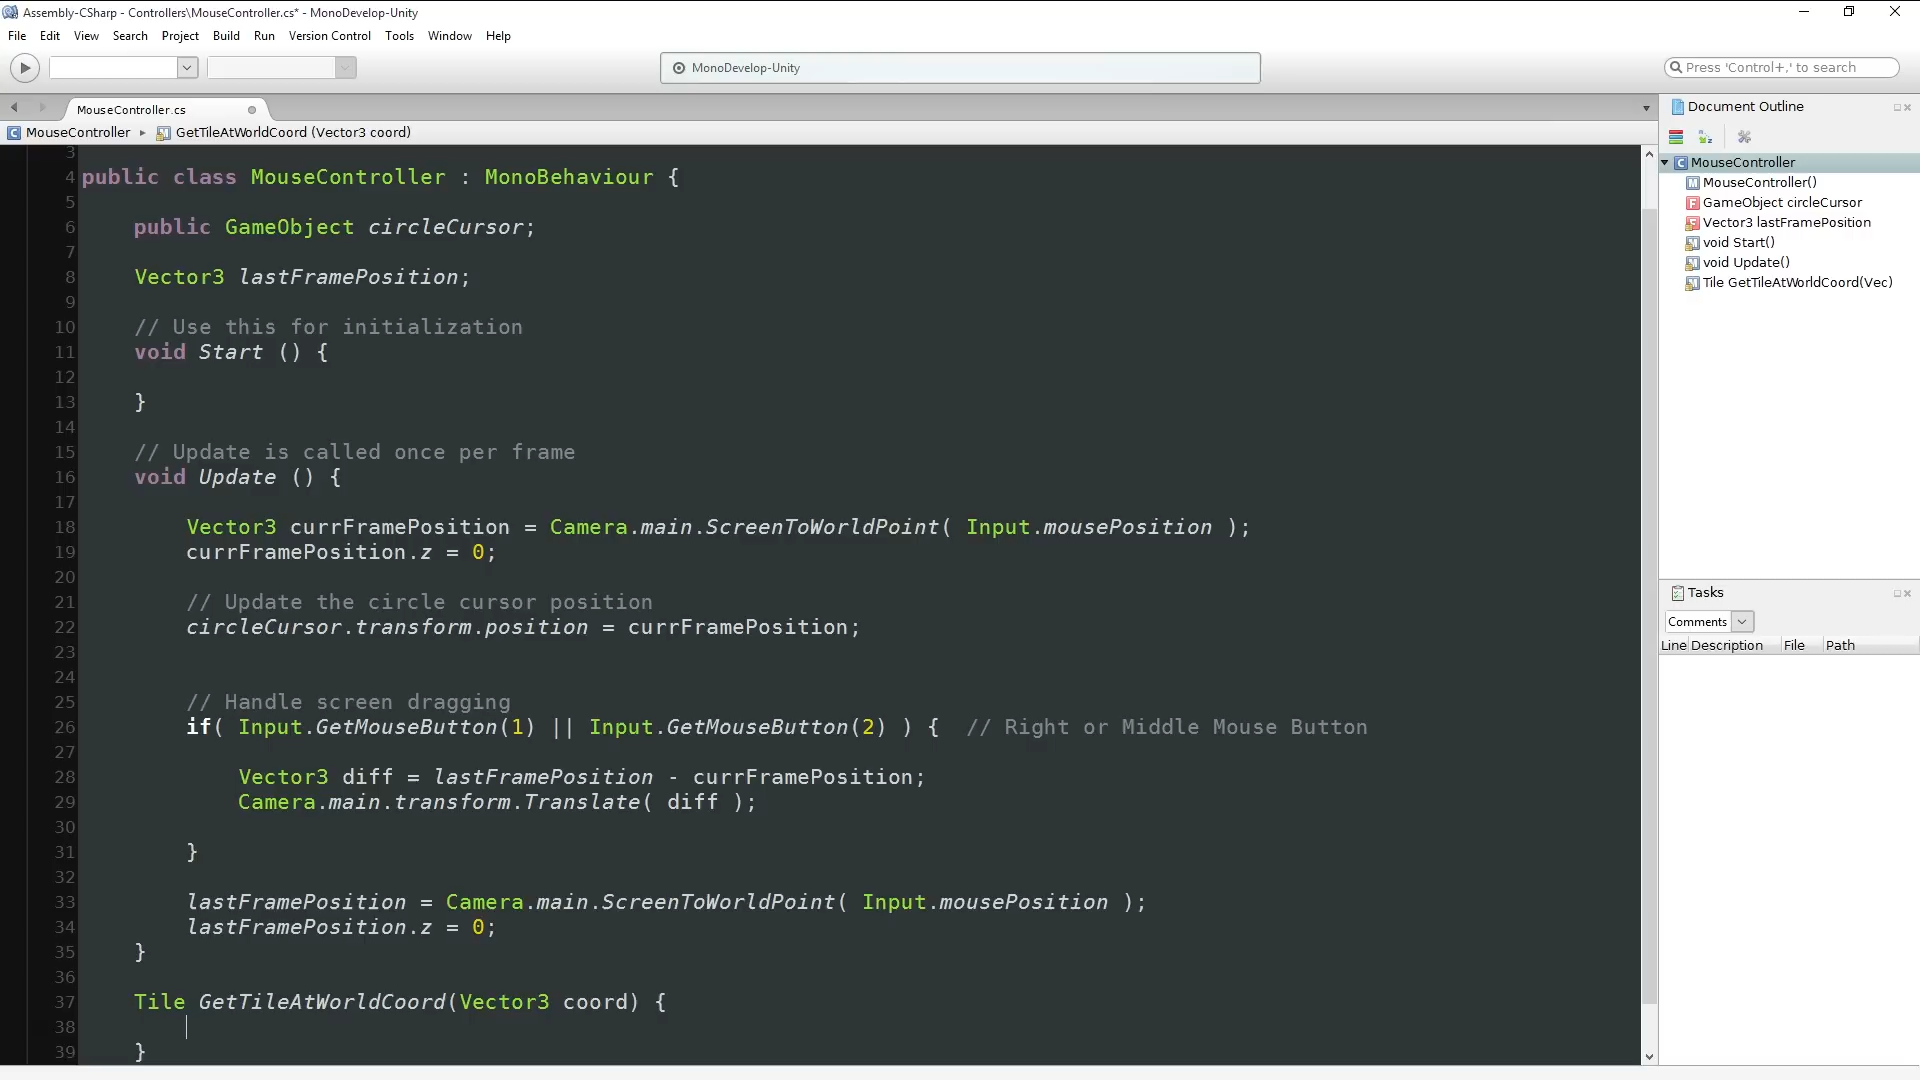 Assembly-CSharp - Controllers\MouseController.cs* - MonoDevelop-Unity
File Edit View Search Project Build Run Version Control Tools Window Help
MonoDevelop-Unity
Press 'Control+,' to search
MouseController.cs
MouseController GetTileAtWorldCoord (Vector3 coord)
3
4 public class MouseController : MonoBehaviour {
5
6 public GameObject circleCursor;
7
8 Vector3 lastFramePosition;
9
10 // Use this for initialization
11 void Start () {
12
13 }
14
15 // Update is called once per frame
16 void Update () {
17
18 Vector3 currFramePosition = Camera.main.ScreenToWorldPoint( Input.mousePosition );
19 currFramePosition.z = 0;
20
21 // Update the circle cursor position
22 circleCursor.transform.position = currFramePosition;
23
24
25 // Handle screen dragging
26 if( Input.GetMouseButton(1) || Input.GetMouseButton(2) ) { // Right or Middle Mouse Button
27
28 Vector3 diff = lastFramePosition - currFramePosition;
29 Camera.main.transform.Translate( diff );
30
31 }
32
33 lastFramePosition = Camera.main.ScreenToWorldPoint( Input.mousePosition );
34 lastFramePosition.z = 0;
35 }
36
37 Tile GetTileAtWorldCoord(Vector3 coord) {
38
39 }
Document Outline
MouseController
MouseController()
GameObject circleCursor
Vector3 lastFramePosition
void Start()
void Update()
Tile GetTileAtWorldCoord(Vec)
Tasks
Comments
Line Description File Path